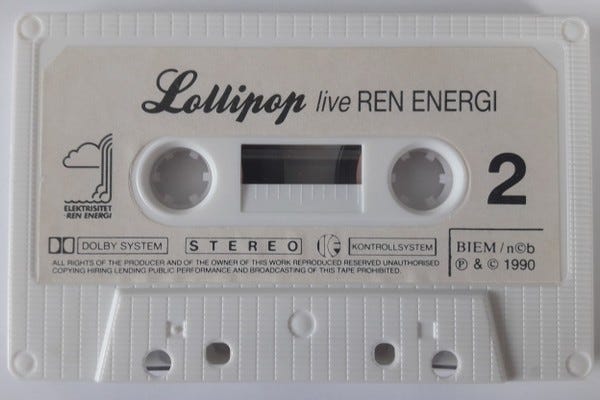 Lollipop live REN ENERGI
ELEKTRISITET
-REN ENERGI
2
DOLBY SYSTEM
STEREO
KONTROLLSYSTEM
BIEM / n©b
ALL RIGHTS OF THE PRODUCER AND OF THE OWNER OF THIS WORK REPRODUCED RESERVED UNAUTHORISED
COPYING HIRING LENDING PUBLIC PERFORMANCE AND BROADCASTING OF THIS TAPE PROHIBITED.
℗ & © 1990